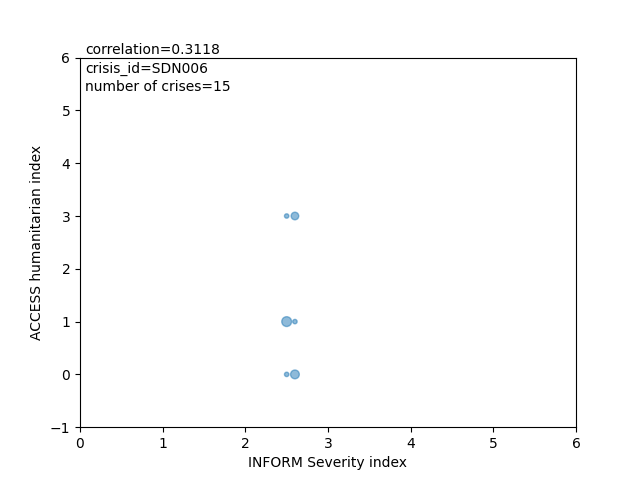 correlation=0.3118
crisis_id=SDN006
number of crises=15
6
5
4
3
2
1
0
−1
ACCESS humanitarian index
0 1 2 3 4 5 6
INFORM Severity index